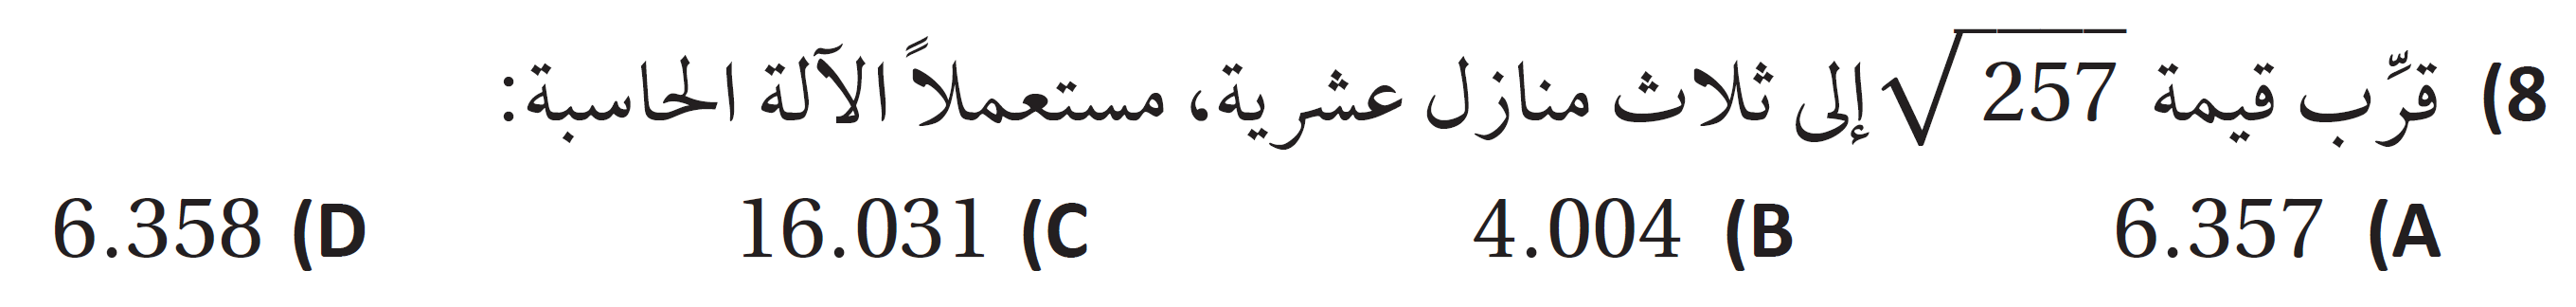 8) قرِّب قيمة √257 إلى ثلاث منازل عشرية، مستعملاً الآلة الحاسبة:
A) 6.357 B) 4.004 C) 16.031 D) 6.358